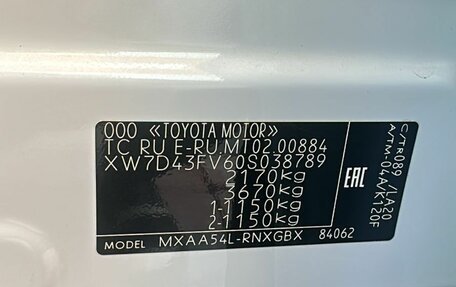 ООО «TOYOTA MOTOR»
TC RU E-RU.MT02.00884
XW7D43FV60S038789
2170Kg
3670Kg
1-1150Kg
2-1150Kg
MODEL MXAA54L-RNXGBX 84062
C/TR089 /LA20
A/TM-04A/K120F
EAC